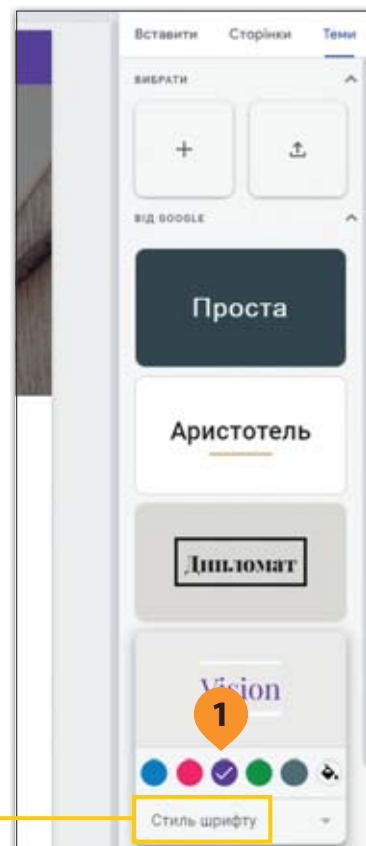 Вставити Сторінки Теми
ВИБРАТИ
ВІД GOOGLE
Проста
Аристотель
Дипломат
Vision
1
Стиль шрифту